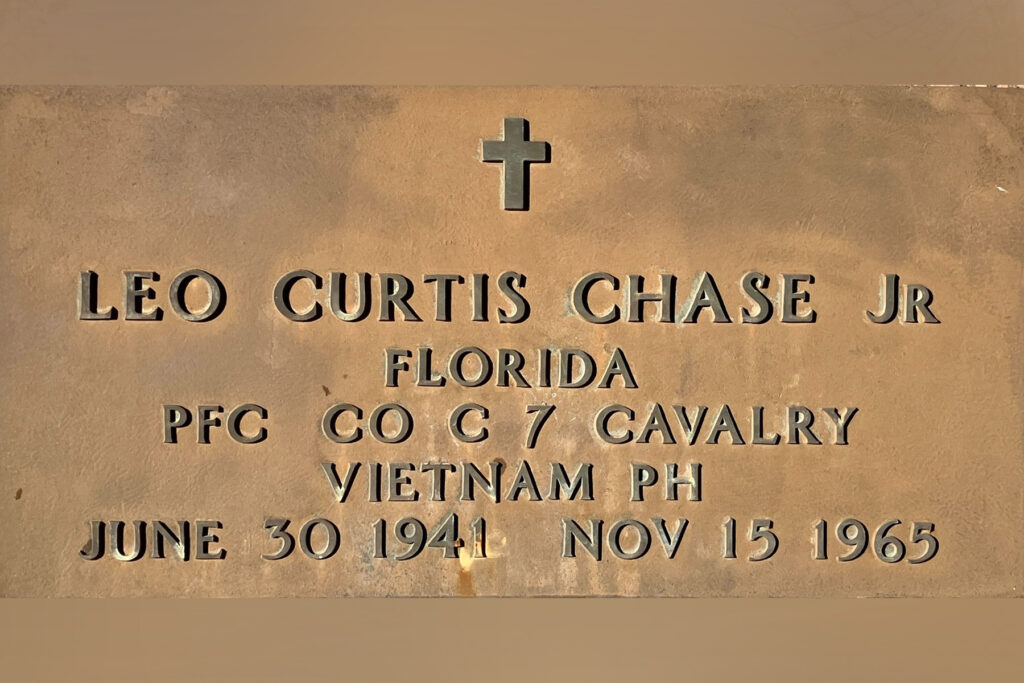 LEO CURTIS CHASE JR
FLORIDA
PFC CO C 7 CAVALRY
VIETNAM PH
JUNE 30 1941 NOV 15 1965